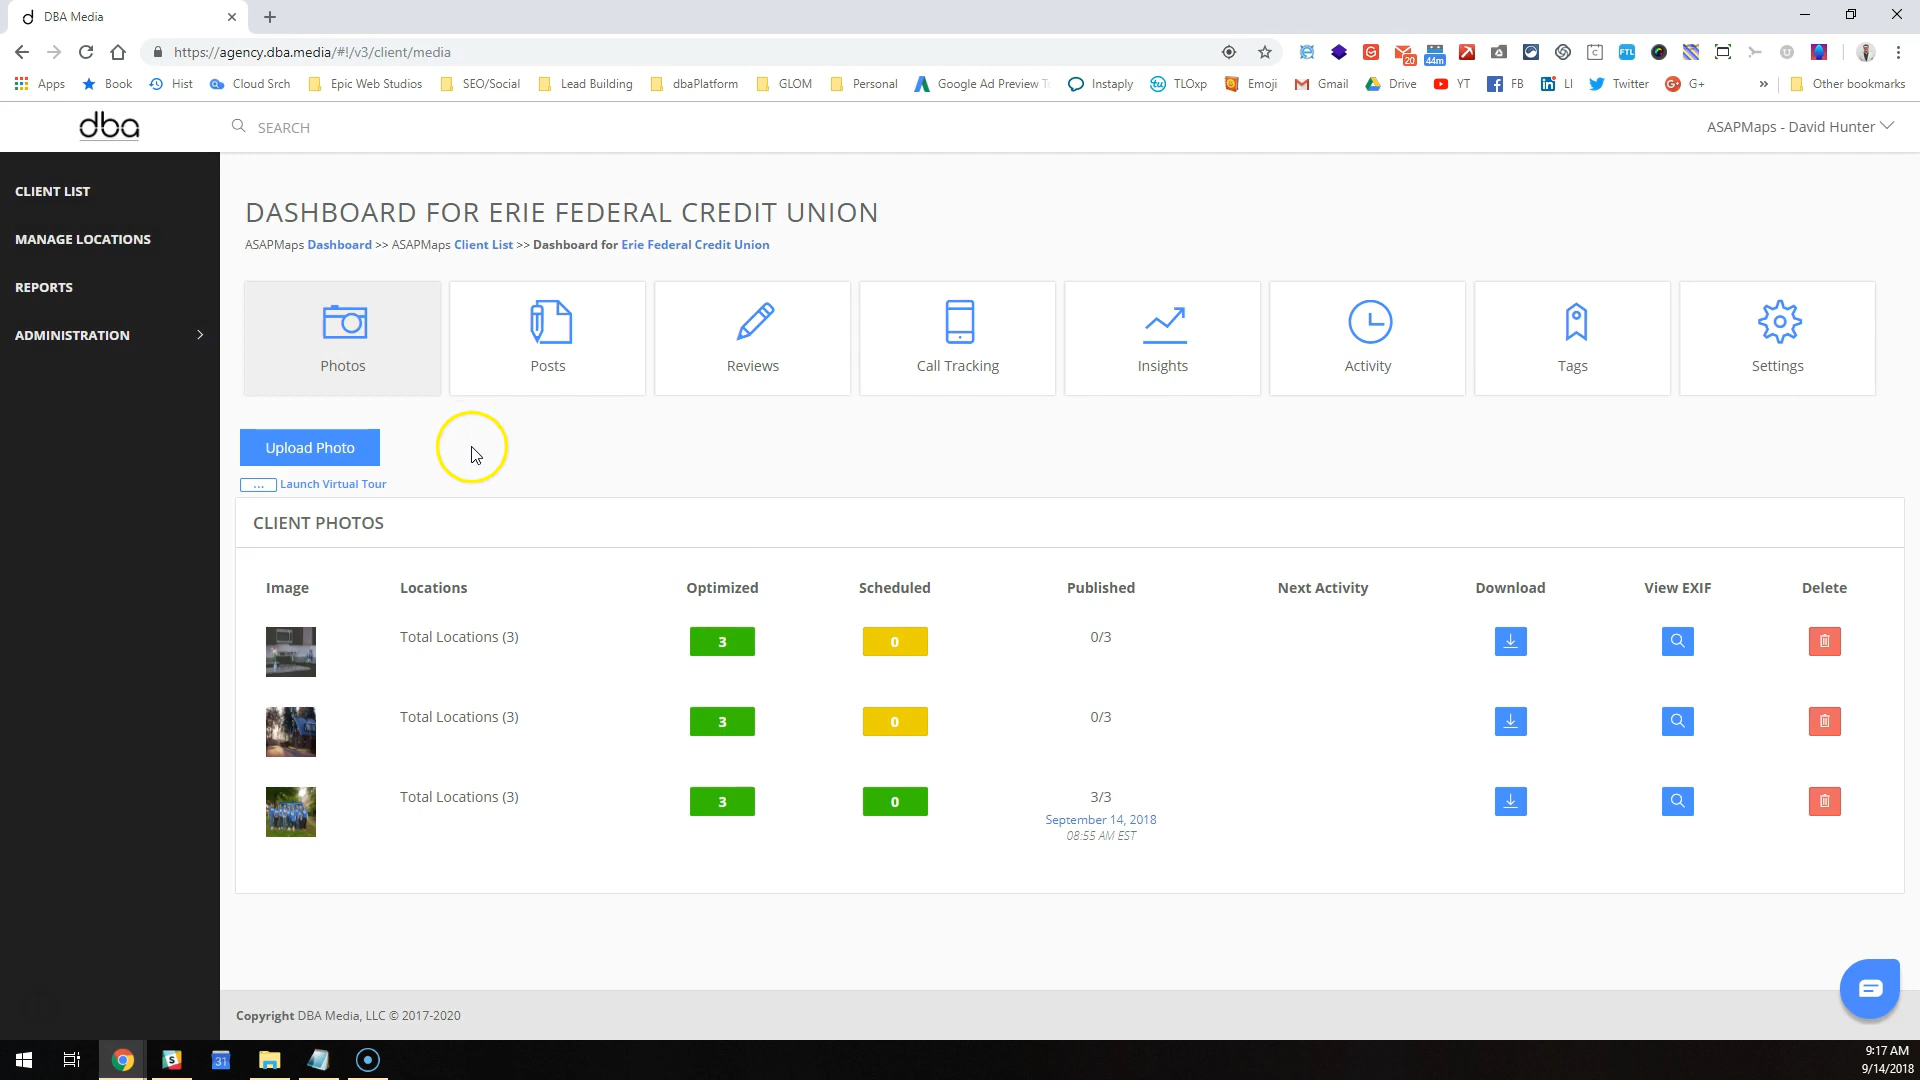 DBA Media
https://agency.dba.media/#!/v3/client/media
20
44m
FTL
Apps
Book
Hist
Cloud Srch
Epic Web Studios
SEO/Social
Lead Building
dbaPlatform
GLOM
Personal
Google Ad Preview T
Instaply
TLOxp
Emoji
Gmail
Drive
YT
FB
LI
Twitter
G+
»
Other bookmarks
dba
SEARCH
ASAPMaps - David Hunter
CLIENT LIST
MANAGE LOCATIONS
REPORTS
ADMINISTRATION
DASHBOARD FOR ERIE FEDERAL CREDIT UNION
ASAPMaps Dashboard >> ASAPMaps Client List >> Dashboard for Erie Federal Credit Union
Photos
Posts
Reviews
Call Tracking
Insights
Activity
Tags
Settings
Upload Photo
... Launch Virtual Tour
CLIENT PHOTOS
Image Locations Optimized Scheduled Published Next Activity Download View EXIF Delete
Total Locations (3) 3 0 0/3
Total Locations (3) 3 0 0/3
Total Locations (3) 3 0 3/3
September 14, 2018
08:55 AM EST
Copyright DBA Media, LLC © 2017-2020
31
9:17 AM
9/14/2018